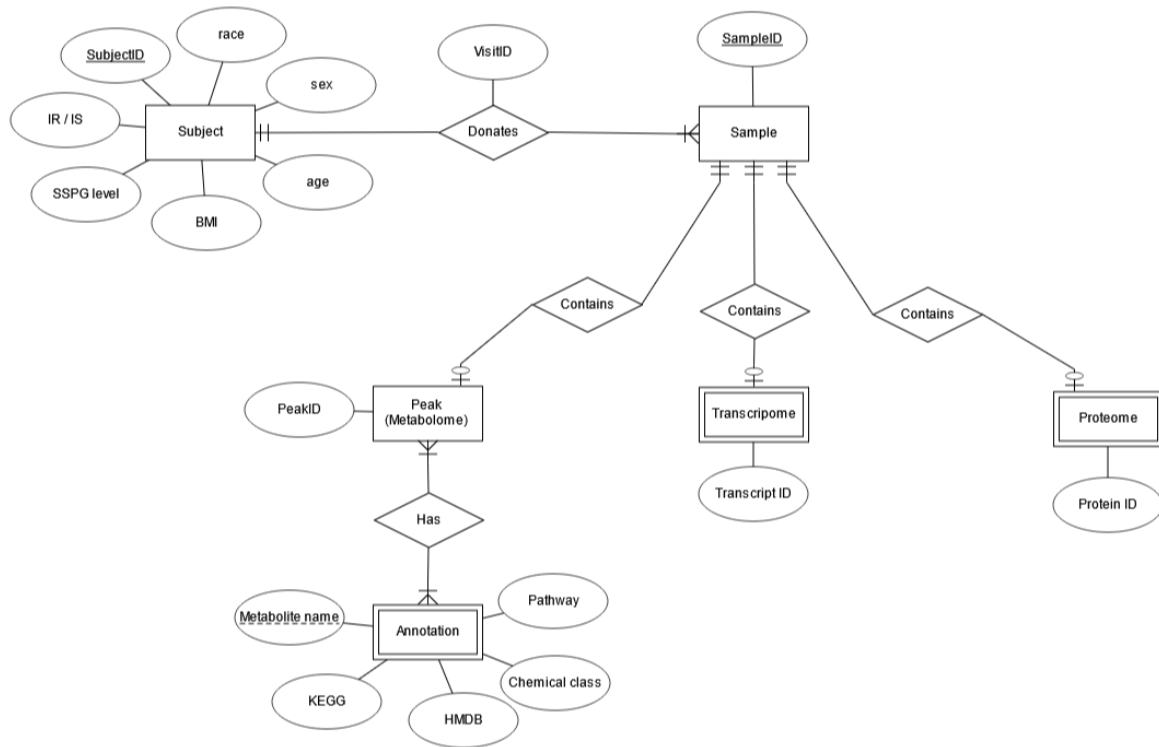 race
SubjectID
VisitID
SampleID
sex
IR / IS
Subject
Donates
Sample
SSPG level
age
BMI
Contains
Contains
Contains
PeakID
Peak
(Metabolome)
Transcripome
Proteome
Transcript ID
Protein ID
Has
Metabolite name
Pathway
Annotation
KEGG
Chemical class
HMDB